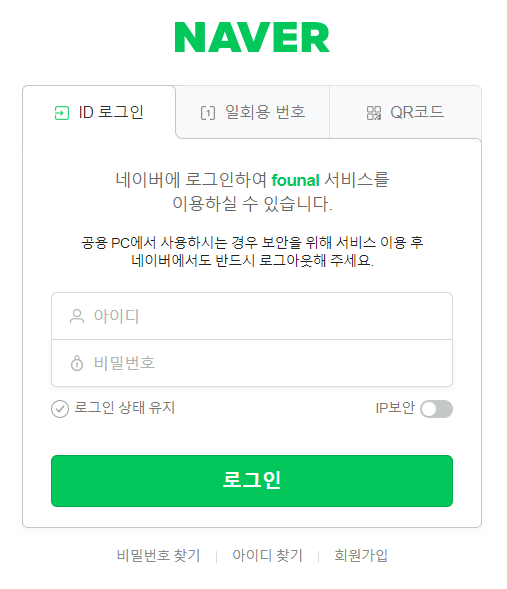 NAVER
ID 로그인
일회용 번호
QR코드
네이버에 로그인하여 founal 서비스를
이용하실 수 있습니다.
공용 PC에서 사용하시는 경우 보안을 위해 서비스 이용 후
네이버에서도 반드시 로그아웃해 주세요.
아이디
비밀번호
로그인 상태 유지
IP보안
로그인
비밀번호 찾기 | 아이디 찾기 | 회원가입